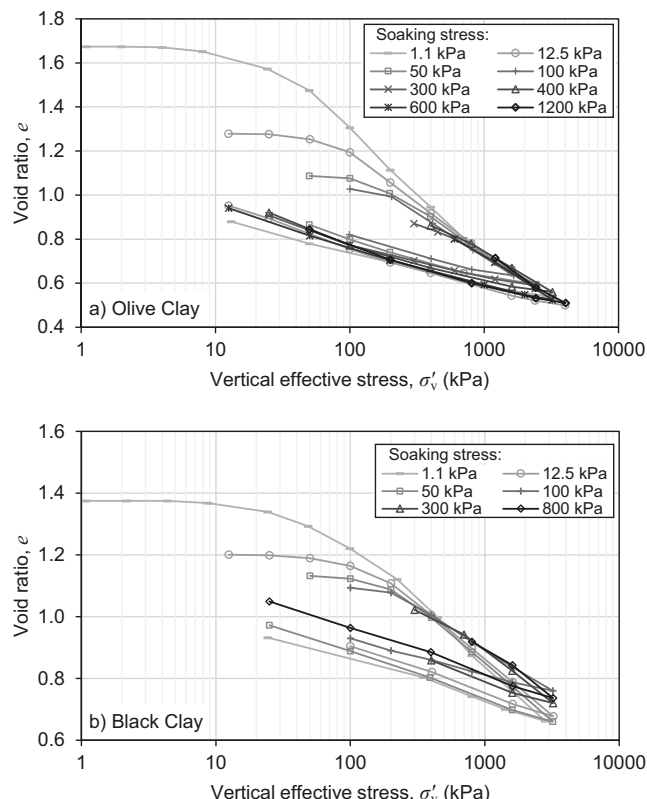 1.8
1.6
1.4
1.2
1.0
0.8
0.6
0.4
Void ratio, e
Soaking stress:
1.1 kPa 12.5 kPa
50 kPa 100 kPa
300 kPa 400 kPa
600 kPa 1200 kPa
a) Olive Clay
1 10 100 1000 10000
Vertical effective stress, σ′v (kPa)
1.6
1.4
1.2
1.0
0.8
0.6
Void ratio, e
Soaking stress:
1.1 kPa 12.5 kPa
50 kPa 100 kPa
300 kPa 800 kPa
b) Black Clay
1 10 100 1000 10000
Vertical effective stress, σ′v (kPa)